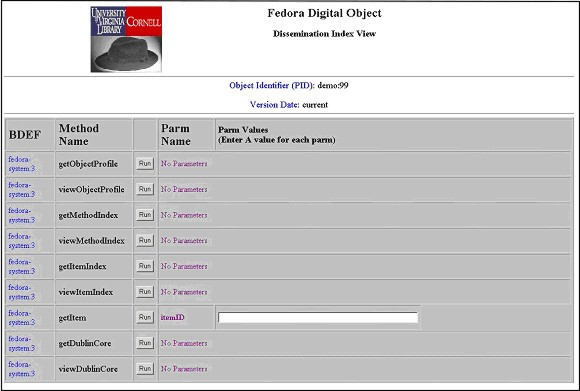 UNIVERSITY
of VIRGINIA
LIBRARY
CORNELL
Fedora Digital Object
Dissemination Index View
Object Identifier (PID): demo:99
Version Date: current
BDEF Method Name Parm Name Parm Values
(Enter A value for each parm)
fedora-system:3 getObjectProfile Run No Parameters
fedora-system:3 viewObjectProfile Run No Parameters
fedora-system:3 getMethodIndex Run No Parameters
fedora-system:3 viewMethodIndex Run No Parameters
fedora-system:3 getItemIndex Run No Parameters
fedora-system:3 viewItemIndex Run No Parameters
fedora-system:3 getItem Run itemID
fedora-system:3 getDublinCore Run No Parameters
fedora-system:3 viewDublinCore Run No Parameters